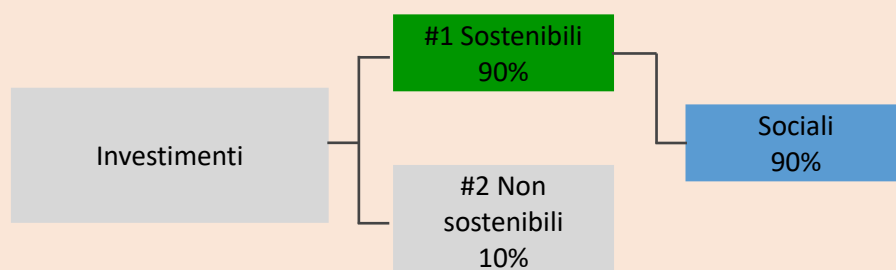 Investimenti
#1 Sostenibili
90%
#2 Non
sostenibili
10%
Sociali
90%